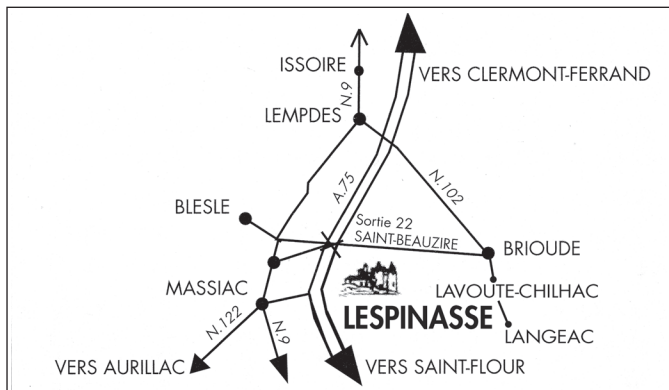 ISSOIRE
VERS CLERMONT-FERRAND
N.9
LEMPDES
A.75
N.102
BLESLE
Sortie 22
SAINT-BEAUZIRE
BRIOUDE
MASSIAC
LAVOUTE-CHILHAC
LESPINASSE
N.122
N.9
LANGEAC
VERS AURILLAC
VERS SAINT-FLOUR